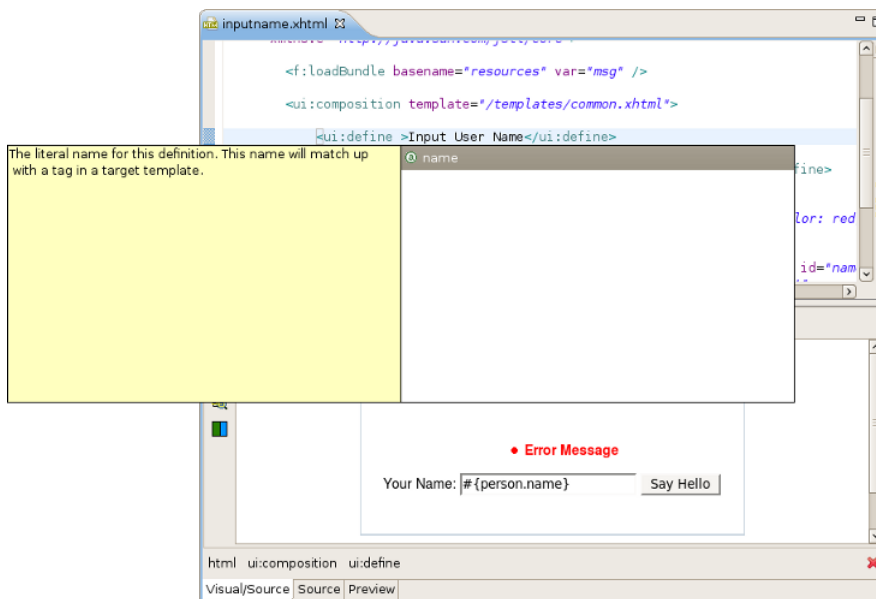 inputname.xhtml
<f:loadBundle basename="resources" var="msg" />
<ui:composition template="/templates/common.xhtml">
<ui:define >Input User Name</ui:define>
The literal name for this definition. This name will match up
with a tag in a target template.
name
fine>
lor: red
id="nam
Error Message
Your Name: #{person.name} Say Hello
html ui:composition ui:define
Visual/Source Source Preview